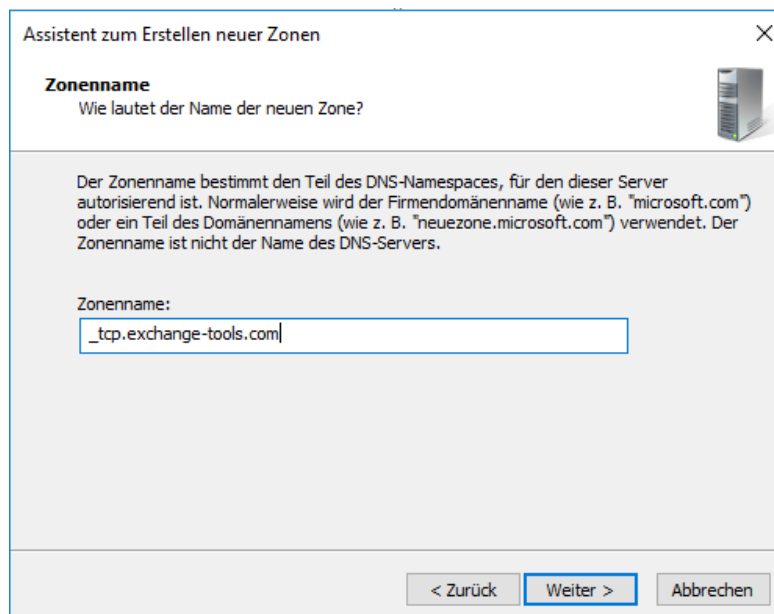 Assistent zum Erstellen neuer Zonen
Zonenname
Wie lautet der Name der neuen Zone?
Der Zonenname bestimmt den Teil des DNS-Namespaces, für den dieser Server
autorisierend ist. Normalerweise wird der Firmendomänenname (wie z. B. "microsoft.com")
oder ein Teil des Domänennamens (wie z. B. "neuezone.microsoft.com") verwendet. Der
Zonenname ist nicht der Name des DNS-Servers.
Zonenname:
_tcp.exchange-tools.com
< Zurück Weiter > Abbrechen